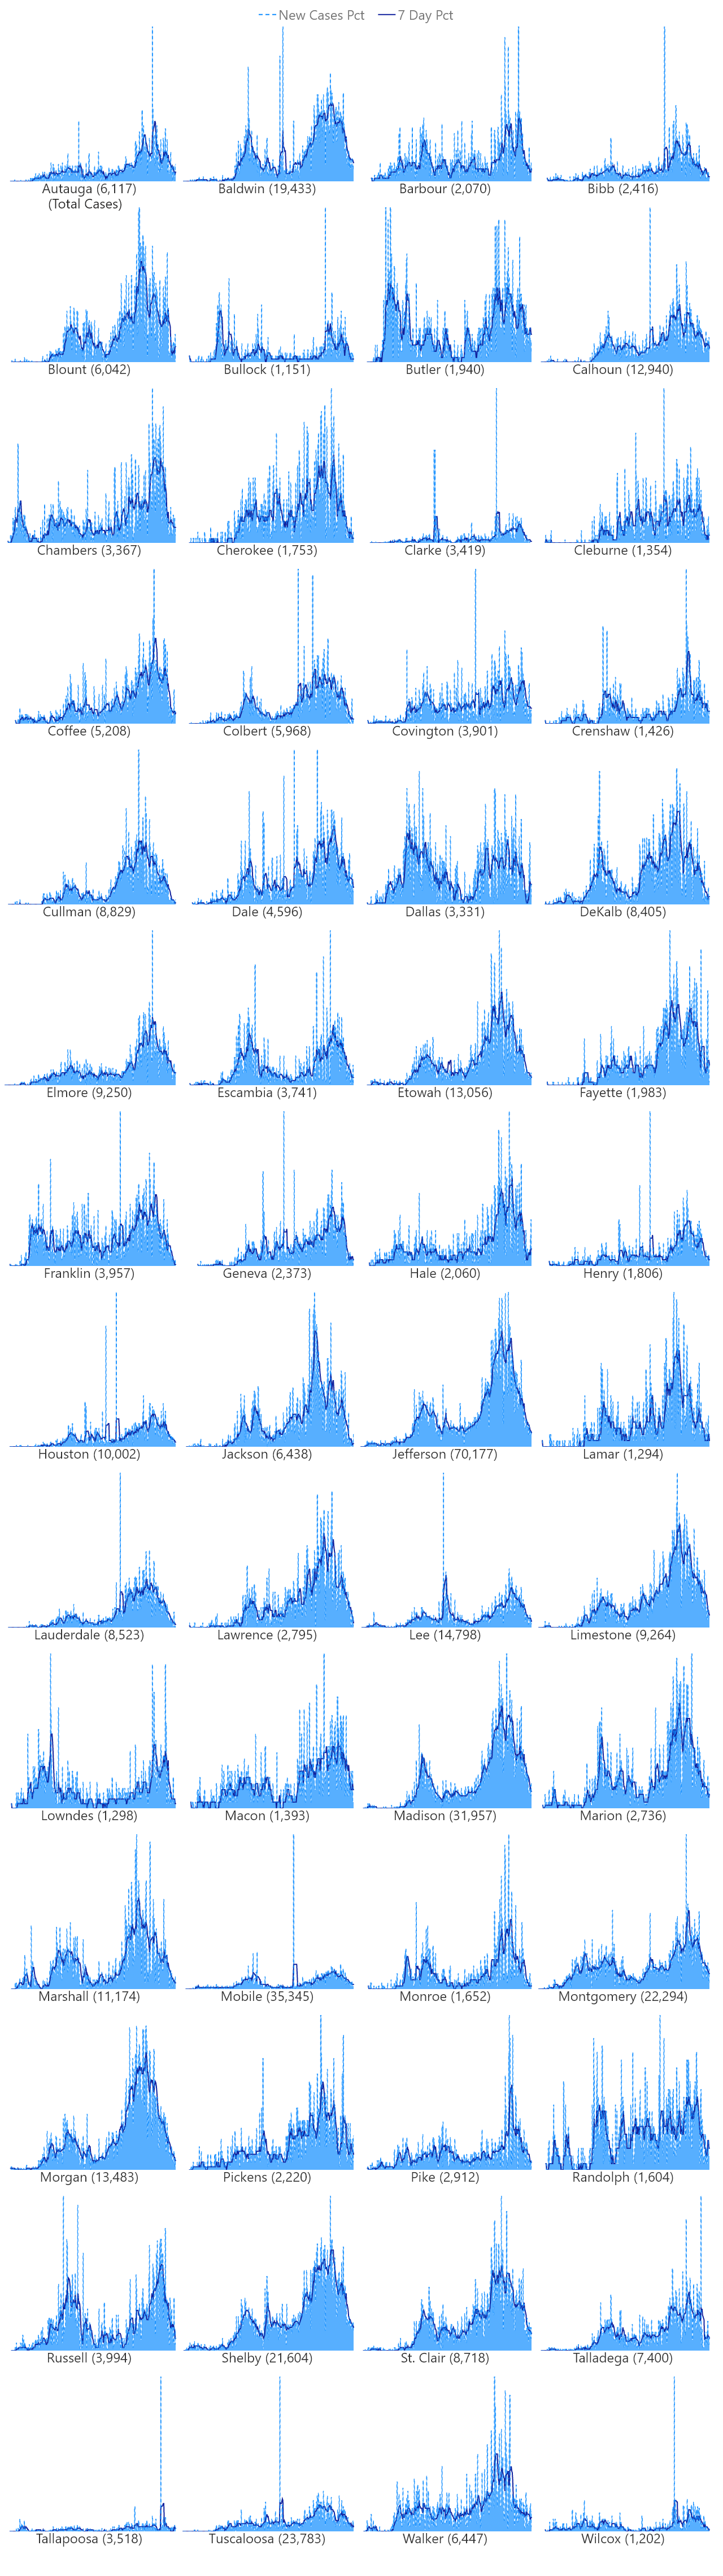 New Cases Pct 7 Day Pct
Autauga (6,117) Baldwin (19,433) Barbour (2,070) Bibb (2,416)
(Total Cases)
Blount (6,042) Bullock (1,151) Butler (1,940) Calhoun (12,940)
Chambers (3,367) Cherokee (1,753) Clarke (3,419) Cleburne (1,354)
Coffee (5,208) Colbert (5,968) Covington (3,901) Crenshaw (1,426)
Cullman (8,829) Dale (4,596) Dallas (3,331) DeKalb (8,405)
Elmore (9,250) Escambia (3,741) Etowah (13,056) Fayette (1,983)
Franklin (3,957) Geneva (2,373) Hale (2,060) Henry (1,806)
Houston (10,002) Jackson (6,438) Jefferson (70,177) Lamar (1,294)
Lauderdale (8,523) Lawrence (2,795) Lee (14,798) Limestone (9,264)
Lowndes (1,298) Macon (1,393) Madison (31,957) Marion (2,736)
Marshall (11,174) Mobile (35,345) Monroe (1,652) Montgomery (22,294)
Morgan (13,483) Pickens (2,220) Pike (2,912) Randolph (1,604)
Russell (3,994) Shelby (21,604) St. Clair (8,718) Talladega (7,400)
Tallapoosa (3,518) Tuscaloosa (23,783) Walker (6,447) Wilcox (1,202)